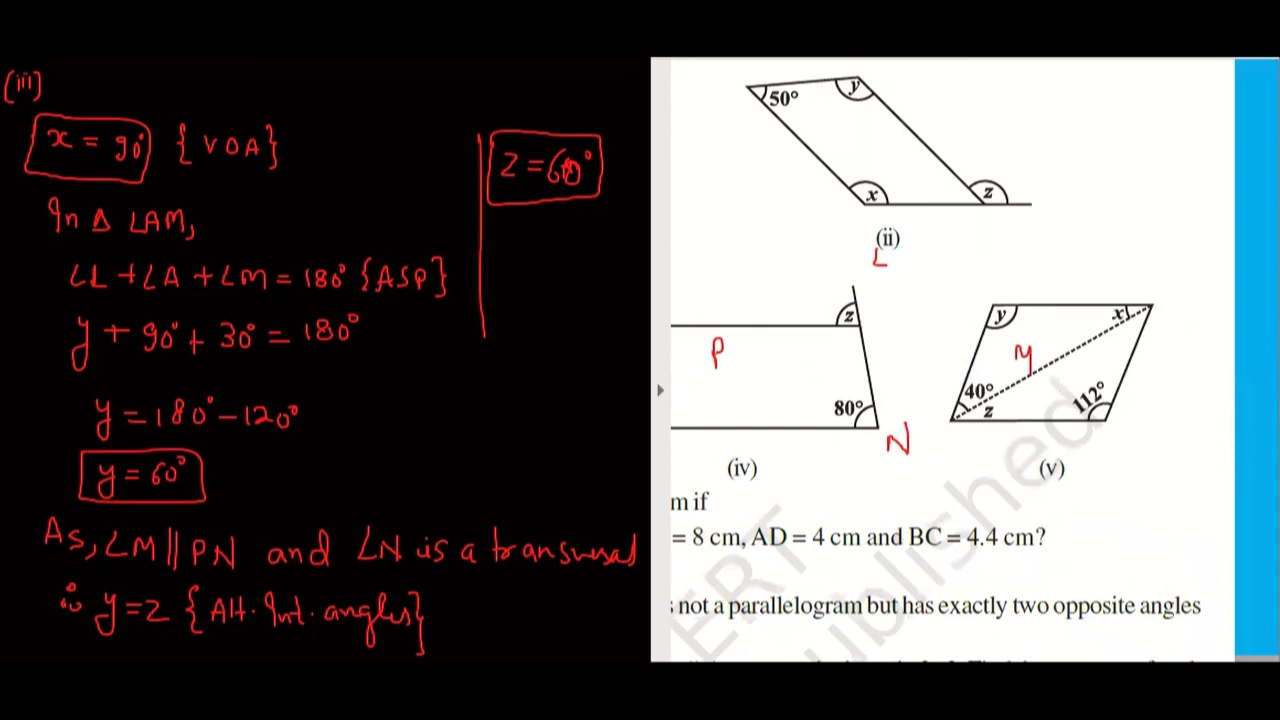 (iii)
x = 90° {VOA}
In Δ LAM,
∠L + ∠A + ∠M = 180° {ASP}
y + 90° + 30° = 180°
y = 180° – 120°
y = 60°
As, LM || PN and LN is a transversal
∴ y = z {Alt. Int. angles}
z = 60°
50°
y
x
z
(ii)
L
z
P
80°
N
(iv)
y
x
M
40°
z
112°
(v)
m if
= 8 cm, AD = 4 cm and BC = 4.4 cm?
not a parallelogram but has exactly two opposite angles